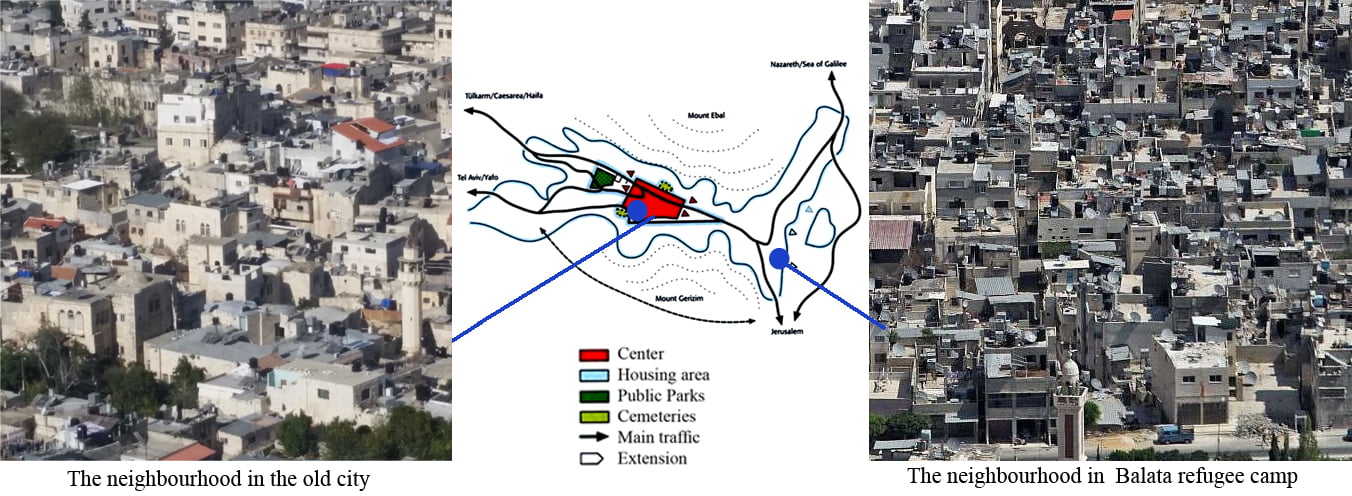 Nazareth/Sea of Galilee
Tülkarm/Caesarea/Haifa
Mount Ebal
Tel Aviv/Yafo
Mount Gerizim
Jerusalem
Center
Housing area
Public Parks
Cemeteries
Main traffic
Extension
The neighbourhood in the old city
The neighbourhood in Balata refugee camp